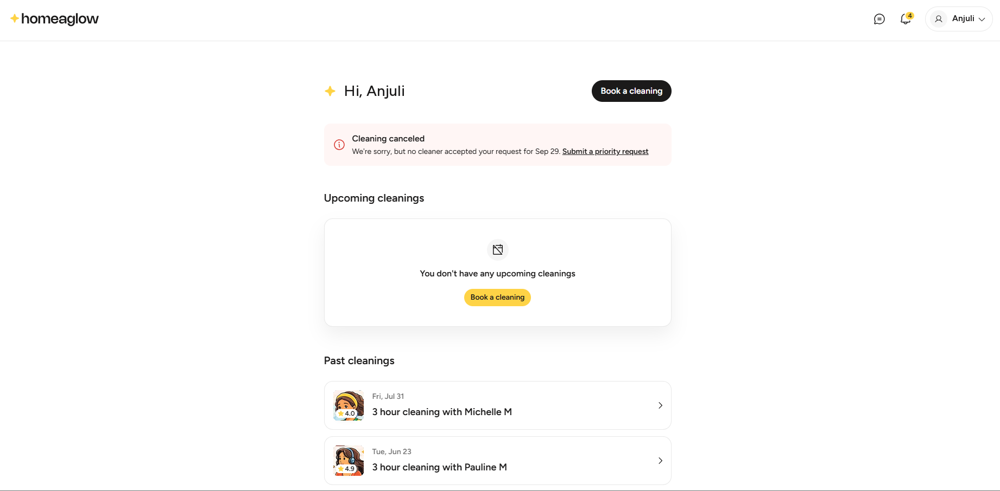 homeaglow
4
Anjuli
Hi, Anjuli
Book a cleaning
Cleaning canceled
We're sorry, but no cleaner accepted your request for Sep 29. Submit a priority request
Upcoming cleanings
You don't have any upcoming cleanings
Book a cleaning
Past cleanings
Fri, Jul 31
3 hour cleaning with Michelle M
4.0
Tue, Jun 23
3 hour cleaning with Pauline M
4.9